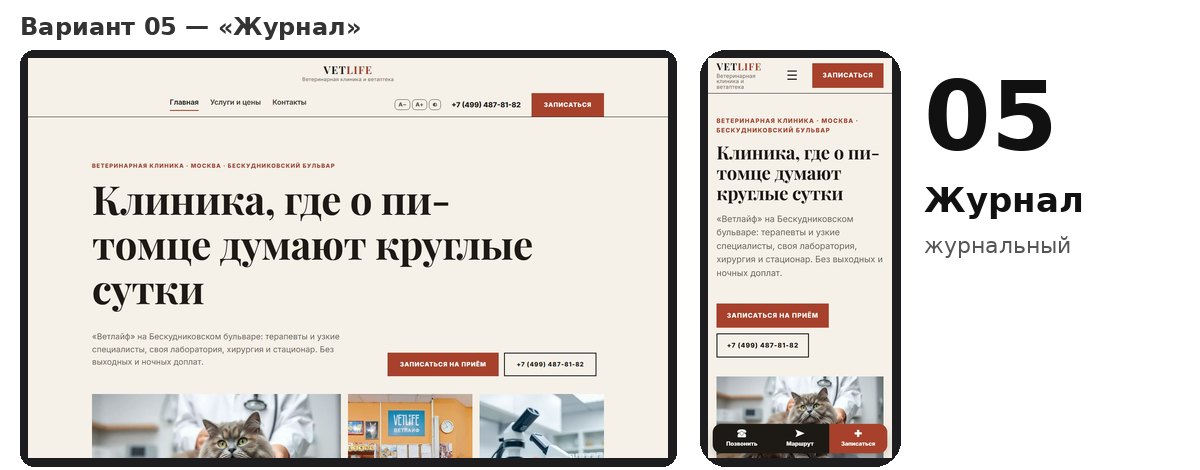 Вариант 05 — «Журнал»
VETLIFE
Ветеринарная клиника и ветаптека
Главная Услуги и цены Контакты
A− A+ +7 (499) 487-81-82 ЗАПИСАТЬСЯ
ВЕТЕРИНАРНАЯ КЛИНИКА · МОСКВА · БЕСКУДНИКОВСКИЙ БУЛЬВАР
Клиника, где о пи-
томце думают круглые
сутки
«Ветлайф» на Бескудниковском бульваре: терапевты и узкие
специалисты, своя лаборатория, хирургия и стационар. Без
выходных и ночных доплат.
ЗАПИСАТЬСЯ НА ПРИЁМ +7 (499) 487-81-82
VETLIFE
ВЕТЛАЙФ
VETLIFE
Ветеринарная
клиника и
ветаптека
☰ ЗАПИСАТЬСЯ
ВЕТЕРИНАРНАЯ КЛИНИКА · МОСКВА ·
БЕСКУДНИКОВСКИЙ БУЛЬВАР
Клиника, где о пи-
томце думают
круглые сутки
«Ветлайф» на Бескудниковском
бульваре: терапевты и узкие
специалисты, своя лаборатория,
хирургия и стационар. Без выходных и
ночных доплат.
ЗАПИСАТЬСЯ НА ПРИЁМ
+7 (499) 487-81-82
Позвонить Маршрут Записаться
05
Журнал
журнальный